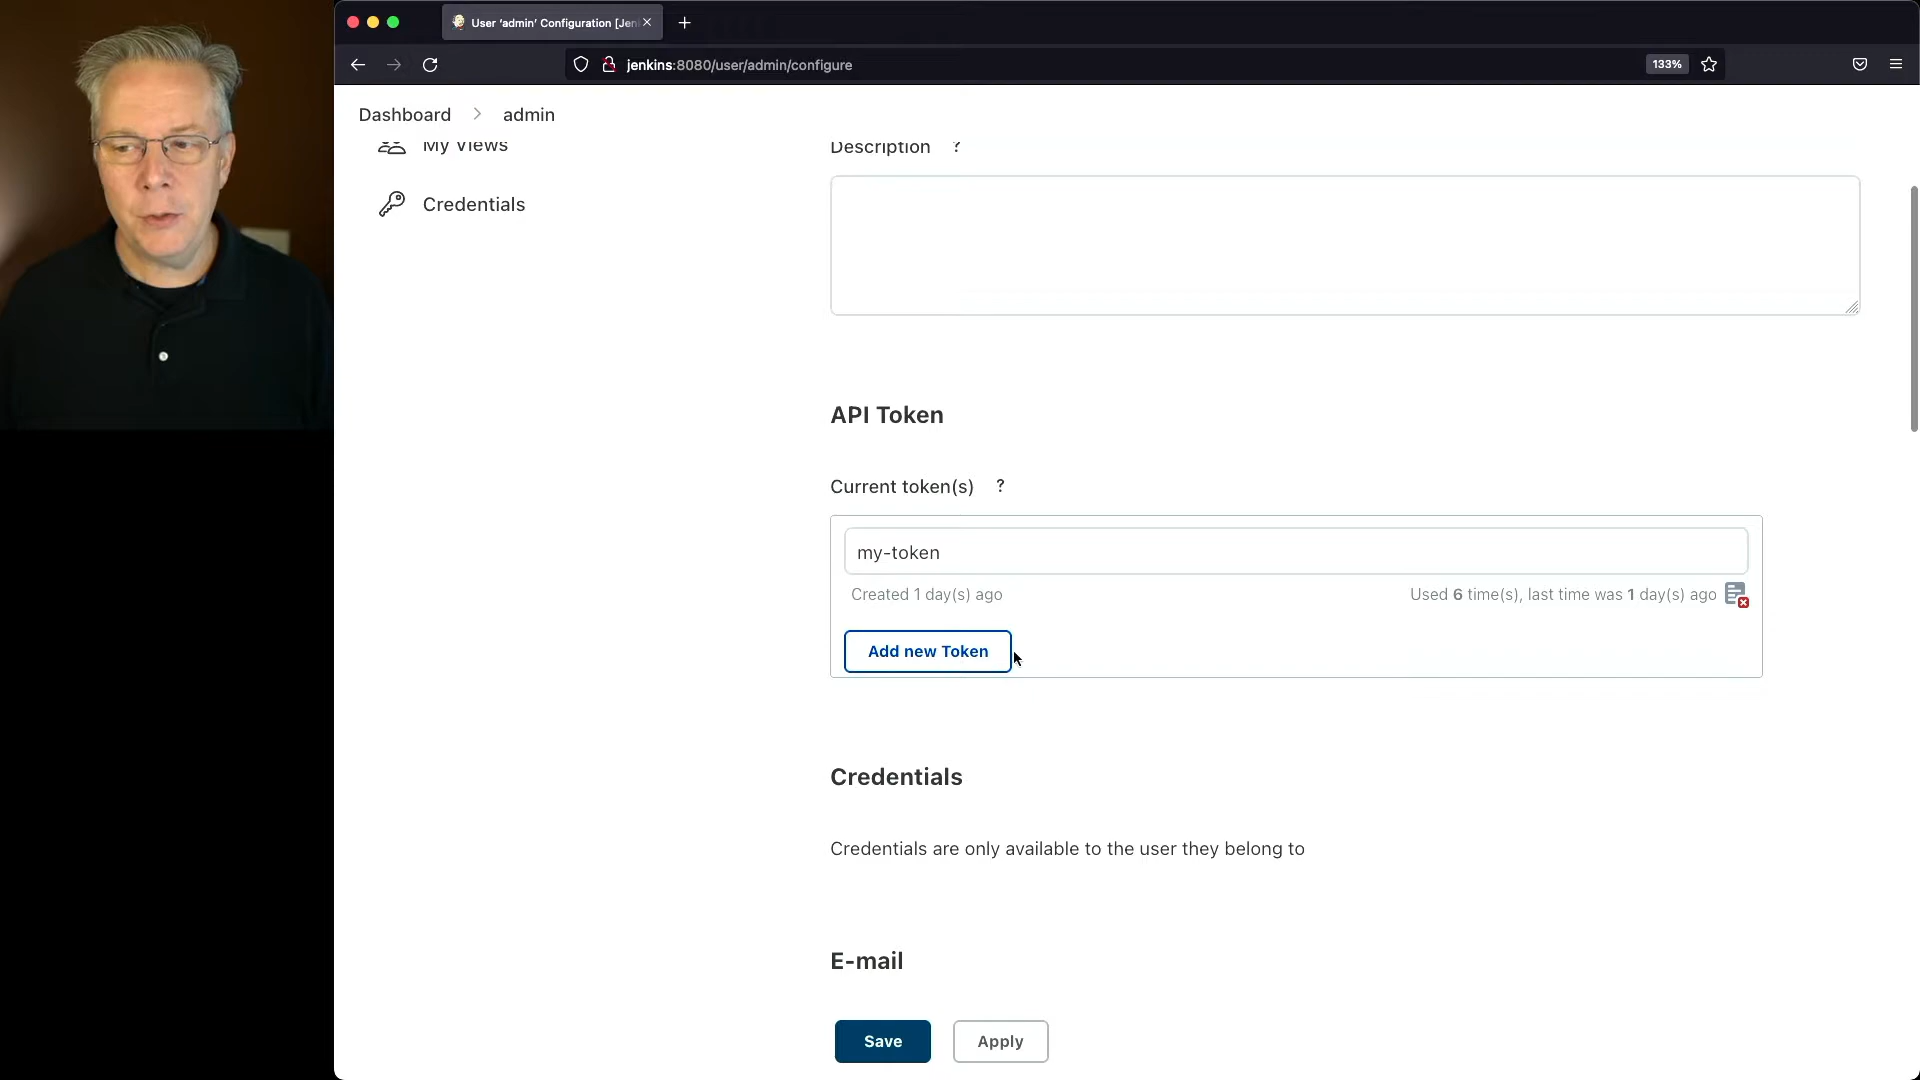 User ‘admin’ Configuration [Jen
jenkins:8080/user/admin/configure
133%
Dashboard
admin
My Views
Credentials
Description ?
API Token
Current token(s) ?
my-token
Created 1 day(s) ago
Used 6 time(s), last time was 1 day(s) ago
Add new Token
Credentials
Credentials are only available to the user they belong to
E-mail
Save
Apply